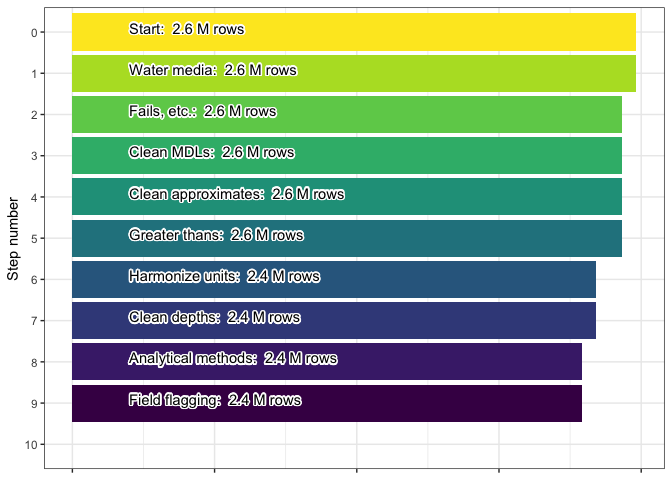 0
Start:  2.6 M rows
1
Water media:  2.6 M rows
2
Fails, etc.:  2.6 M rows
3
Clean MDLs:  2.6 M rows
4
Clean approximates:  2.6 M rows
5
Greater thans:  2.6 M rows
6
Harmonize units:  2.4 M rows
7
Clean depths:  2.4 M rows
8
Analytical methods:  2.4 M rows
9
Field flagging:  2.4 M rows
10
Step number